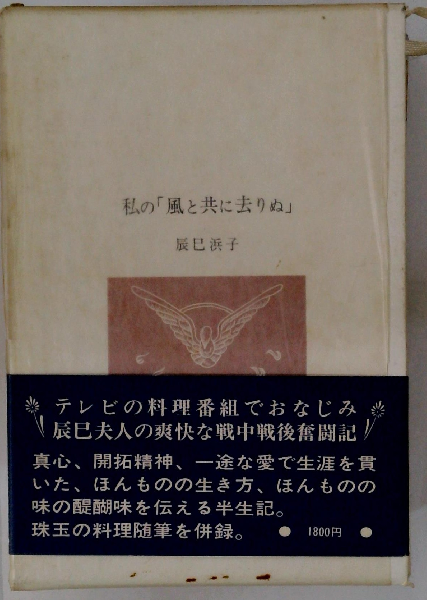 私の「風と共に去りぬ」
辰巳浜子
テレビの料理番組でおなじみ
辰巳夫人の爽快な戦中戦後奮闘記
真心、開拓精神、一途な愛で生涯を貫
いた、ほんものの生き方、ほんものの
味の醍醐味を伝える半生記。
珠玉の料理随筆を併録。 ● 1800円 ●